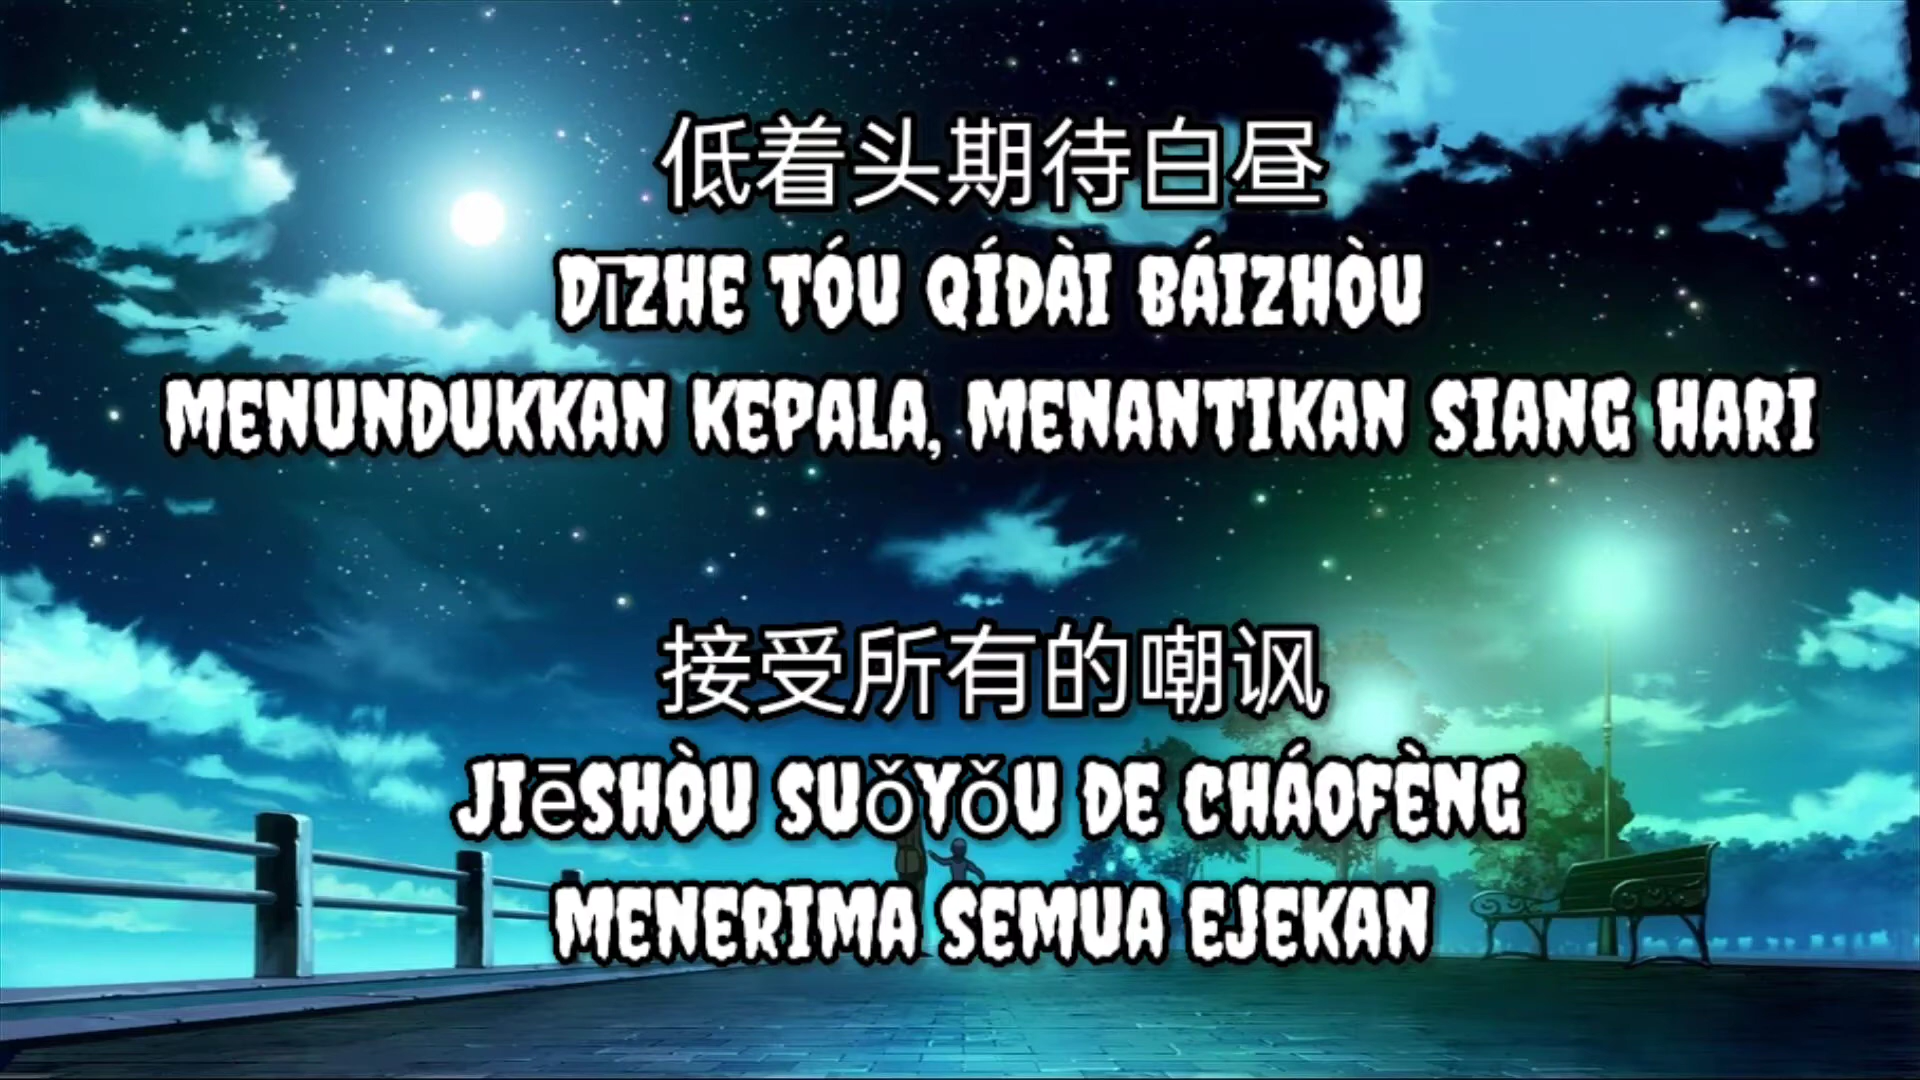 低着头期待白昼
DĪZHE TÓU QÍDÀI BÁIZHÒU
MENUNDUKKAN KEPALA, MENANTIKAN SIANG HARI
接受所有的嘲讽
JIēSHÒU SUǑYǑU DE CHÁOFÈNG
MENERIMA SEMUA EJEKAN